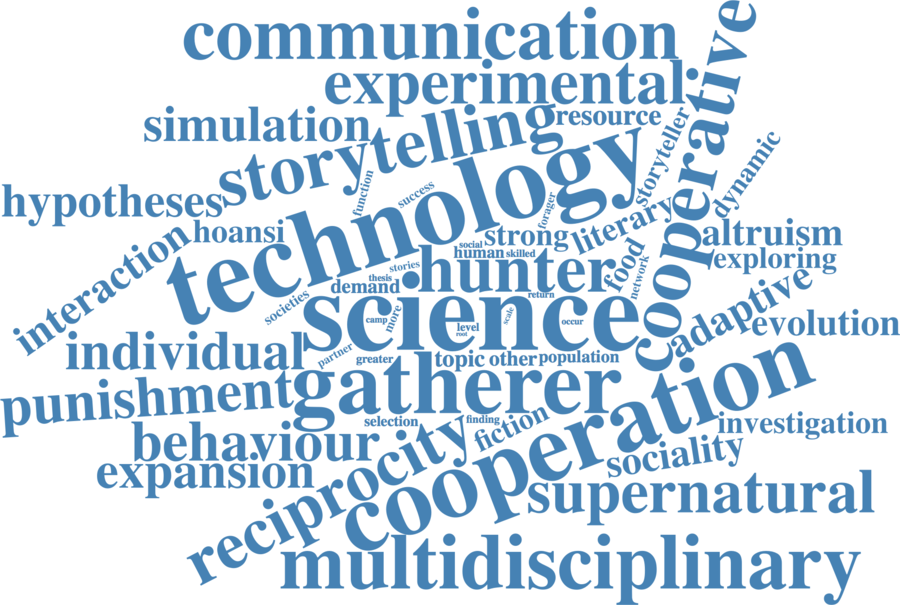 communication
experimental
cooperative
simulation
storytelling
resource
storyteller
dynamic
hypotheses
function
success
technology
forager
literary
interaction
hoansi
strong
altruism
social
human
skilled
food
exploring
stories
hunter
network
thesis
demand
adaptive
societies
more
science
return
scale
camp
level
root
occur
evolution
individual
partner
greater
topic
other
population
punishment
gatherer
cooperation
selection
finding
fiction
investigation
behaviour
reciprocity
sociality
expansion
supernatural
multidisciplinary